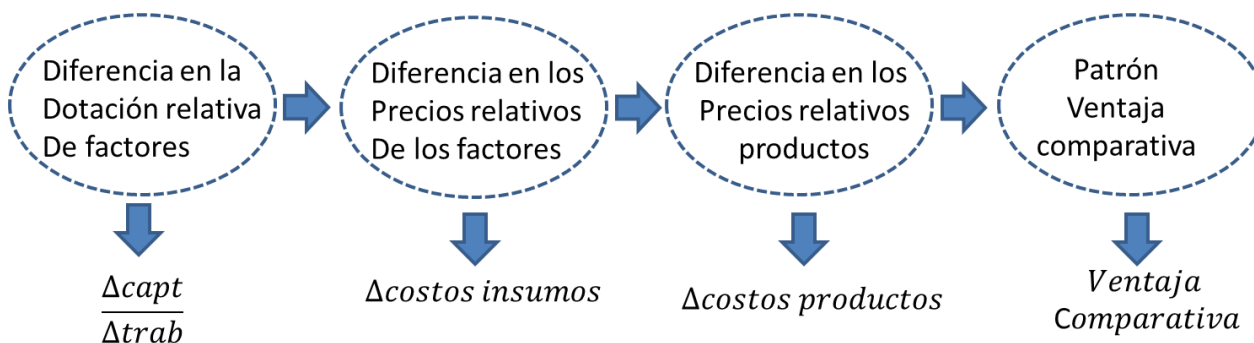 Diferencia en la
Dotación relativa
De factores
Diferencia en los
Precios relativos
De los factores
Diferencia en los
Precios relativos
productos
Patrón
Ventaja
comparativa
Δcapt
Δtrab
Δcostos insumos
Δcostos productos
Ventaja
Comparativa